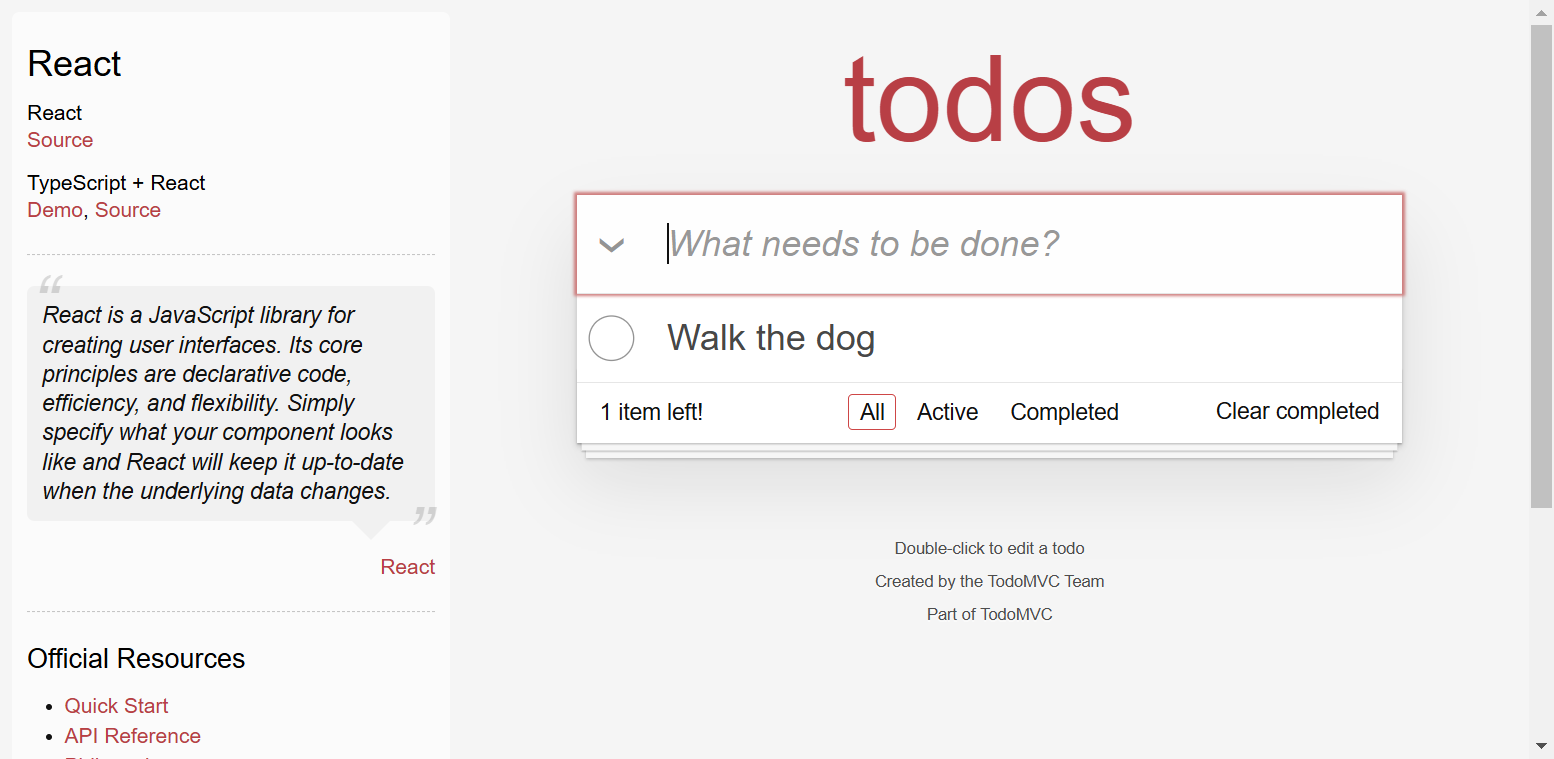 React
React
Source
TypeScript + React
Demo, Source
“
React is a JavaScript library for
creating user interfaces. Its core
principles are declarative code,
efficiency, and flexibility. Simply
specify what your component looks
like and React will keep it up-to-date
when the underlying data changes.
”
React
Official Resources
• Quick Start
• API Reference
todos
What needs to be done?
Walk the dog
1 item left!
All Active Completed
Clear completed
Double-click to edit a todo
Created by the TodoMVC Team
Part of TodoMVC